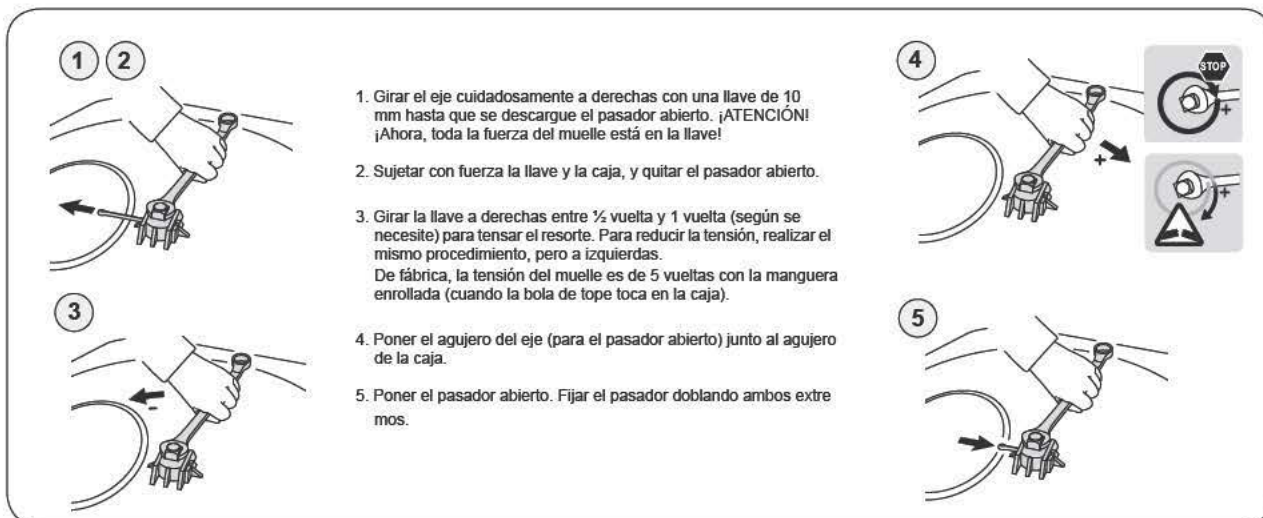 1 2
1. Girar el eje cuidadosamente a derechas con una llave de 10
mm hasta que se descargue el pasador abierto. ¡ATENCIÓN!
¡Ahora, toda la fuerza del muelle está en la llave!
2. Sujetar con fuerza la llave y la caja, y quitar el pasador abierto.
3. Girar la llave a derechas entre ½ vuelta y 1 vuelta (según se
necesite) para tensar el resorte. Para reducir la tensión, realizar el
mismo procedimiento, pero a izquierdas.
De fábrica, la tensión del muelle es de 5 vueltas con la manguera
enrollada (cuando la bola de tope toca en la caja).
4. Poner el agujero del eje (para el pasador abierto) junto al agujero
de la caja.
5. Poner el pasador abierto. Fijar el pasador doblando ambos extre
mos.
3
-
4
+
STOP
+
+
5